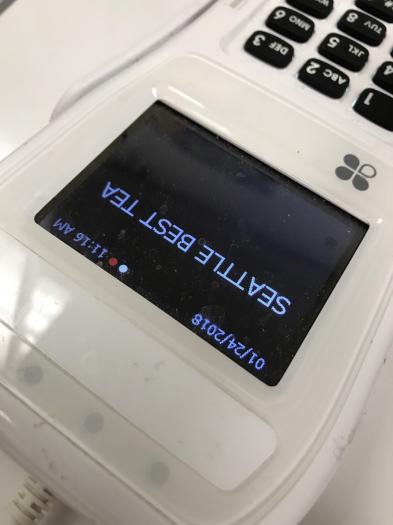 01/24/2018 11:16 AM
SEATTLE BEST TEA
1 ABC 2 DEF 3
4 JKL 5 MNO 6
TUV 8